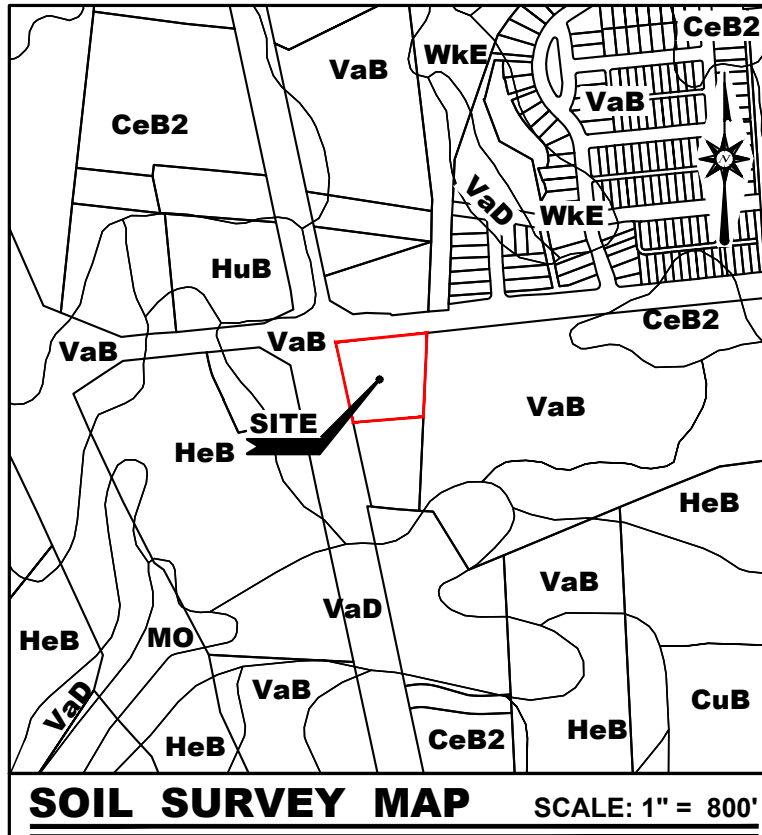 CeB2
WkE
VaB
VaB
CeB2
N
VaD
WkE
HuB
CeB2
VaB
VaB
VaB
SITE
HeB
HeB
VaB
VaD
HeB
MO
VaB
CuB
VaD
HeB
CeB2
HeB
SOIL SURVEY MAP SCALE: 1" = 800'